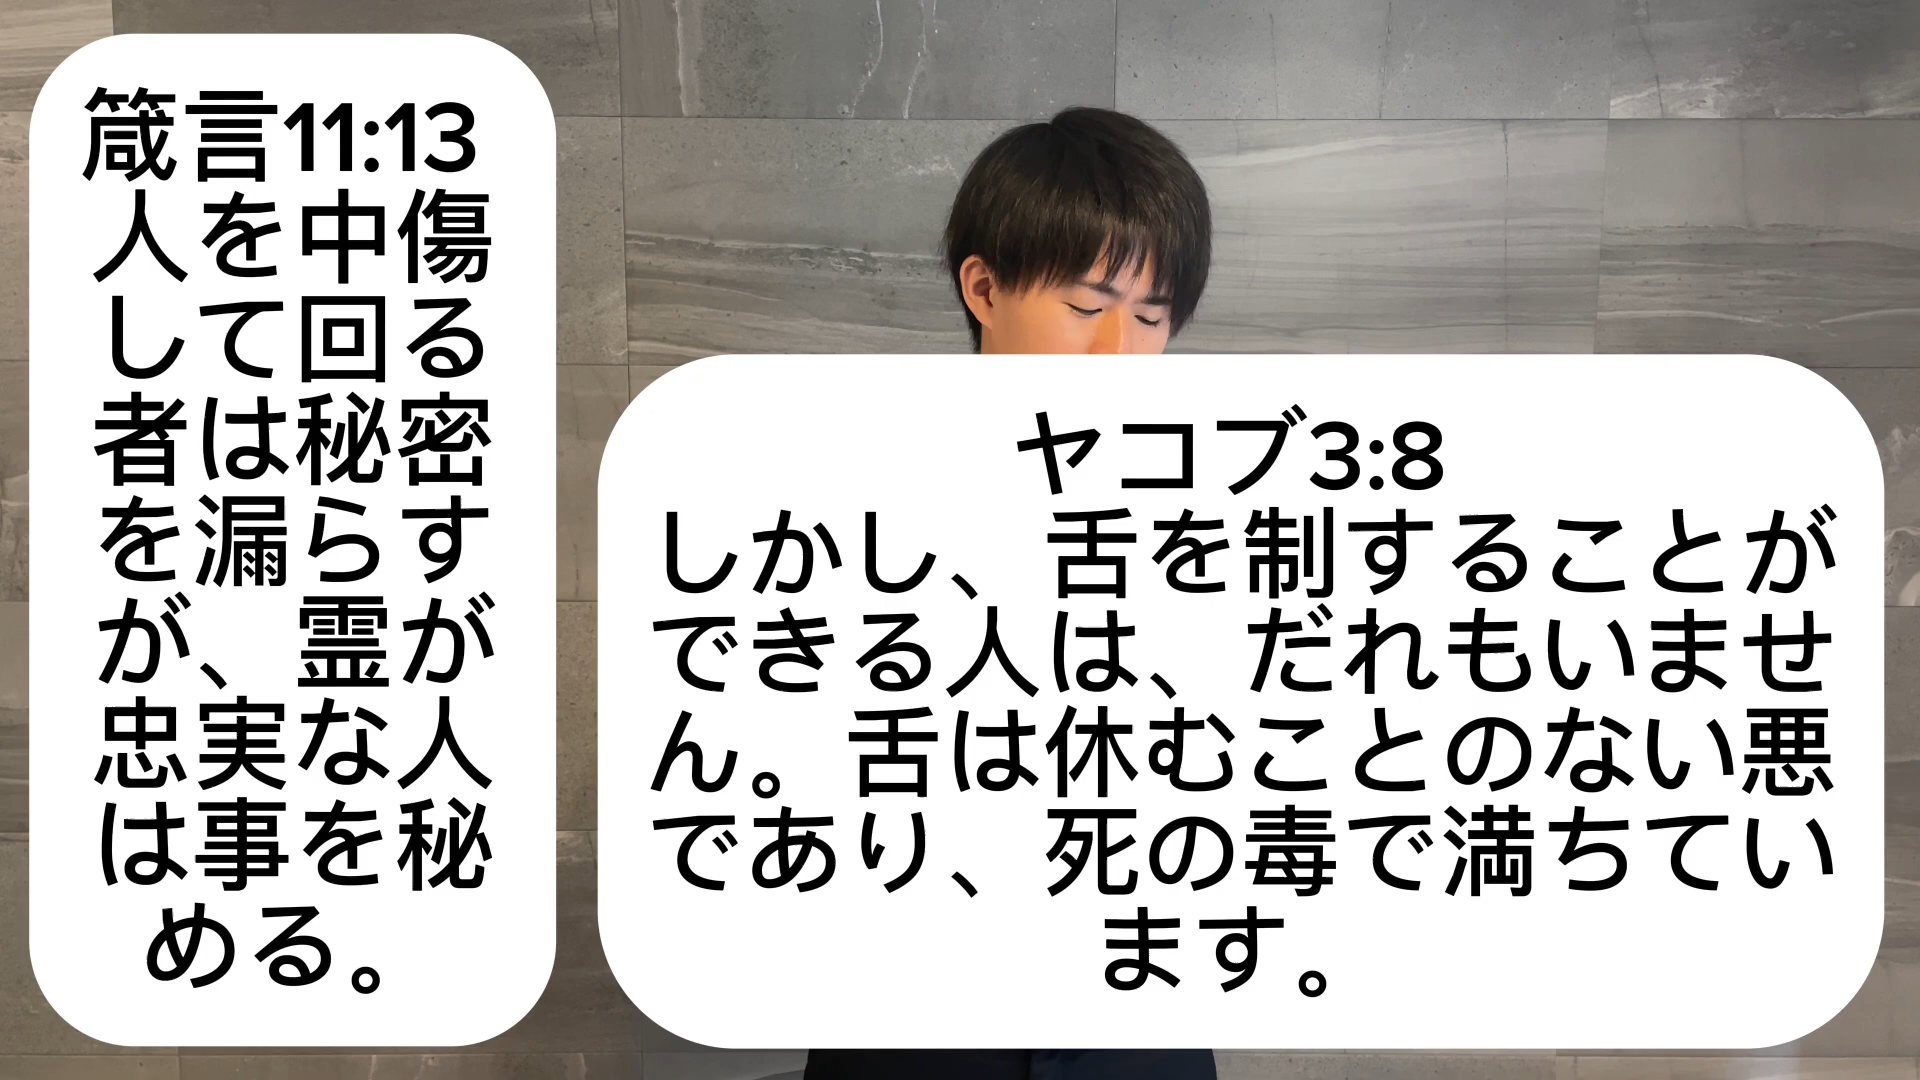 箴言11:13
人を中傷
して回る
者は秘密
を漏らす
が、霊が
忠実な人
は事を秘
める。
ヤコブ3:8
しかし、舌を制することが
できる人は、だれもいませ
ん。舌は休むことのない悪
であり、死の毒で満ちてい
ます。